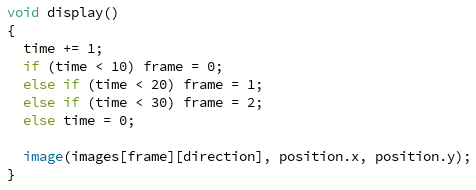 void display()
{
  time += 1;
  if (time < 10) frame = 0;
  else if (time < 20) frame = 1;
  else if (time < 30) frame = 2;
  else time = 0;

  image(images[frame][direction], position.x, position.y);
}